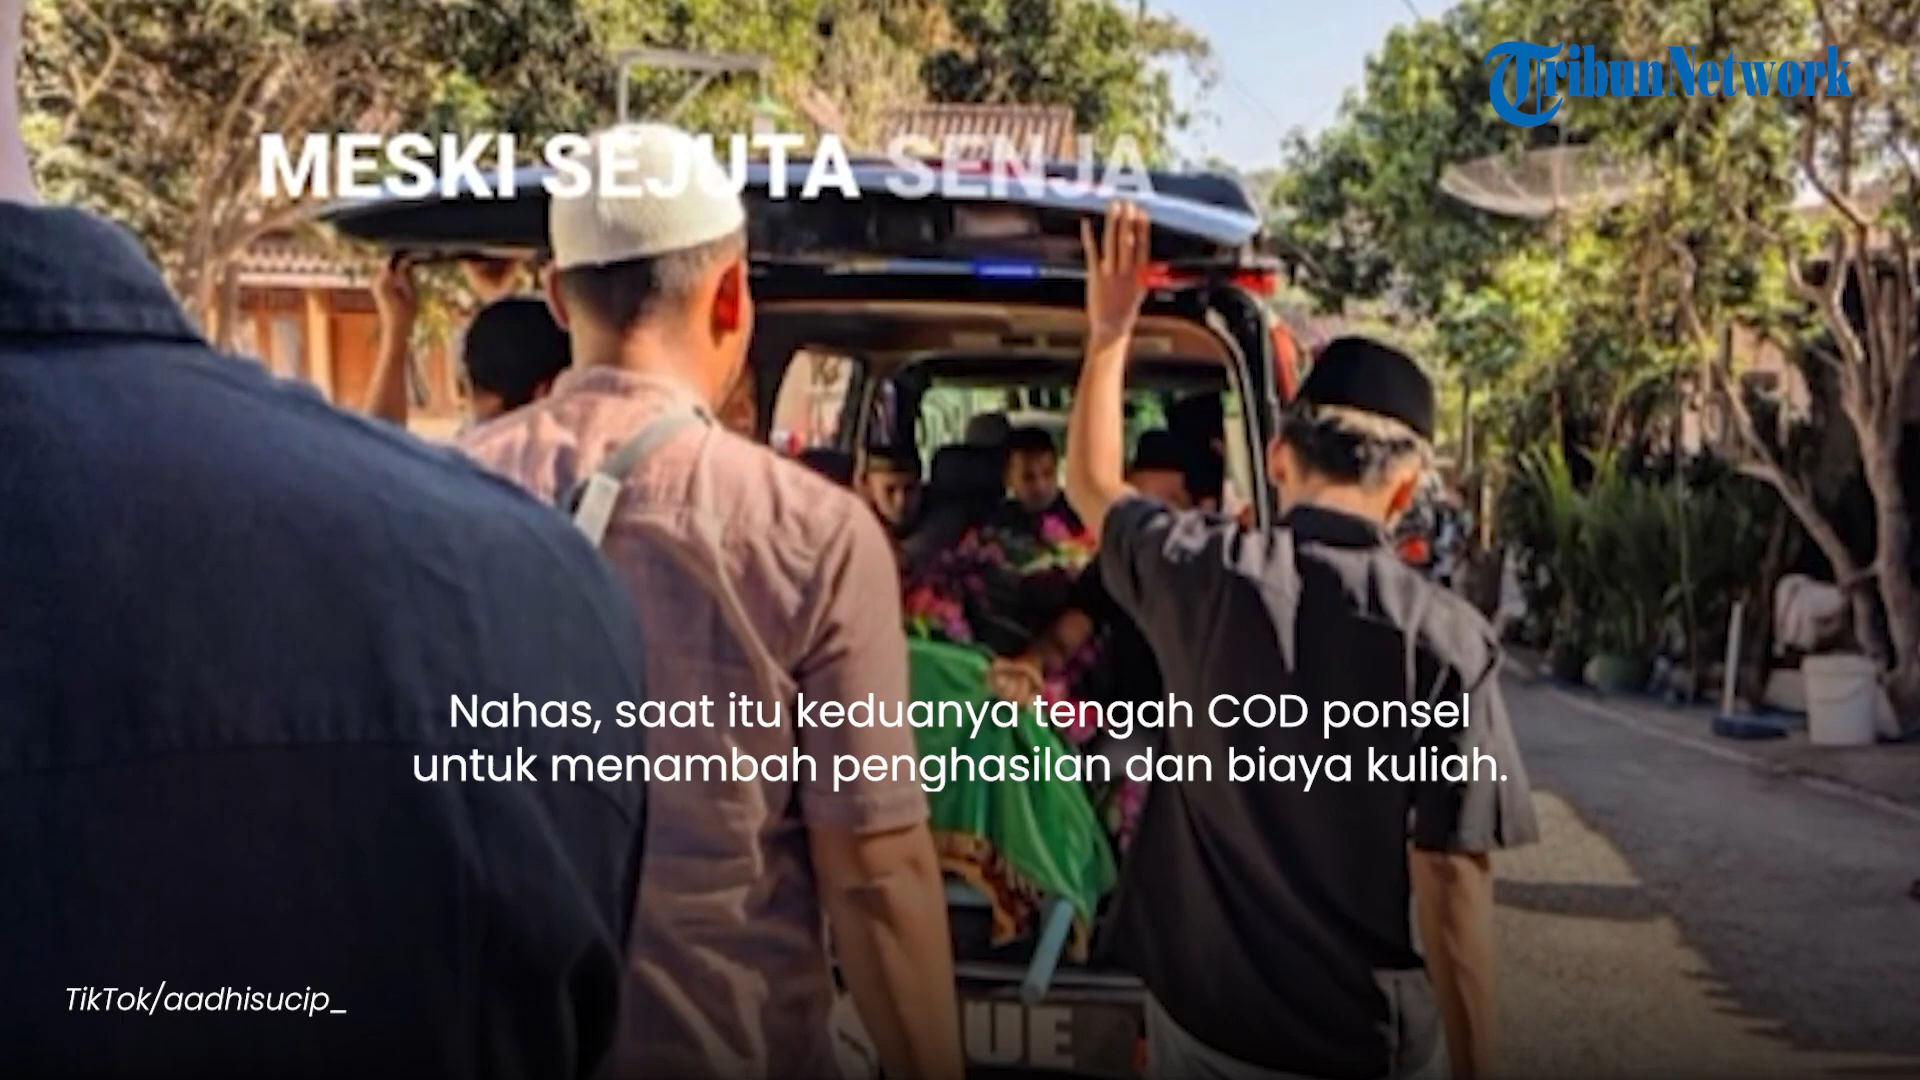 TribunNetwork
MESKI SEJUTA SENJA
Nahas, saat itu keduanya tengah COD ponsel
untuk menambah penghasilan dan biaya kuliah.
TikTok/aadhisucip_
UE